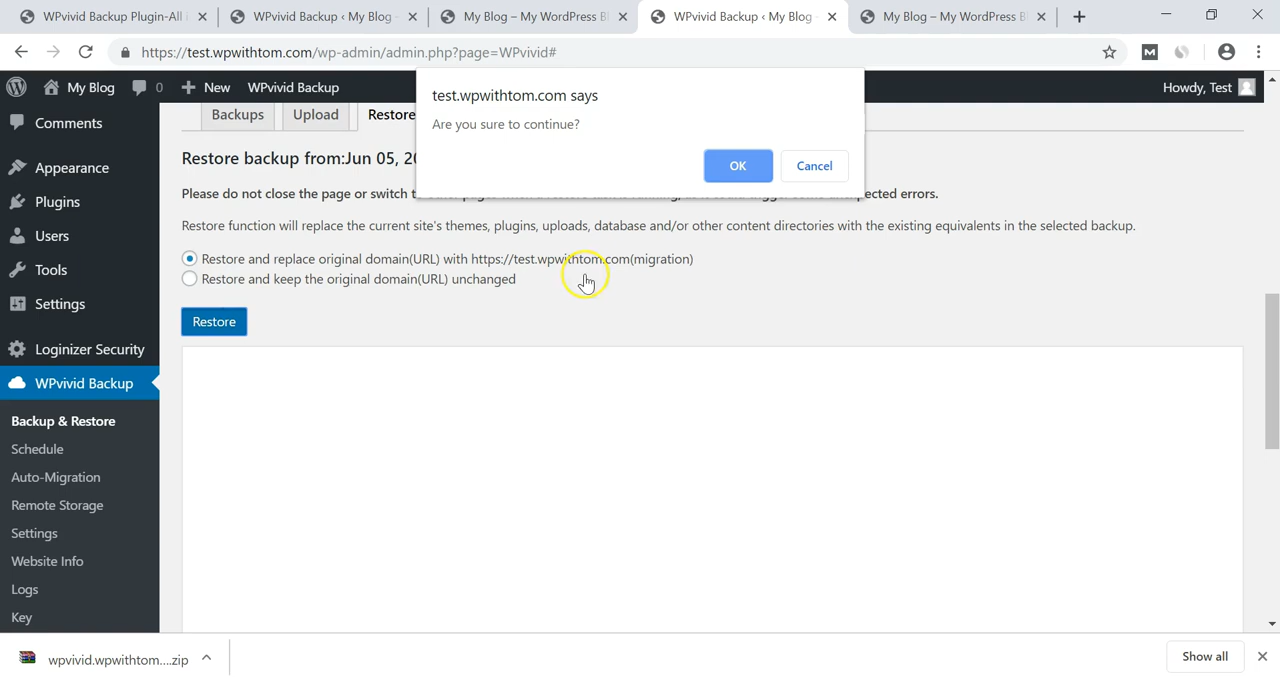 WPvivid Backup Plugin-All i
WPvivid Backup ‹ My Blog -
My Blog – My WordPress B
WPvivid Backup ‹ My Blog -
My Blog – My WordPress B
https://test.wpwithtom.com/wp-admin/admin.php?page=WPvivid#
My Blog
0
New
WPvivid Backup
Howdy, Test
test.wpwithtom.com says
Are you sure to continue?
OK
Cancel
Comments
Appearance
Plugins
Users
Tools
Settings
Loginizer Security
WPvivid Backup
Backup & Restore
Schedule
Auto-Migration
Remote Storage
Settings
Website Info
Logs
Key
Backups
Upload
Restore
Restore backup from:Jun 05, 20
Please do not close the page or switch t
ected errors.
Restore function will replace the current site's themes, plugins, uploads, database and/or other content directories with the existing equivalents in the selected backup.
Restore and replace original domain(URL) with https://test.wpwithtom.com(migration)
Restore and keep the original domain(URL) unchanged
Restore
wpvivid.wpwithtom....zip
Show all